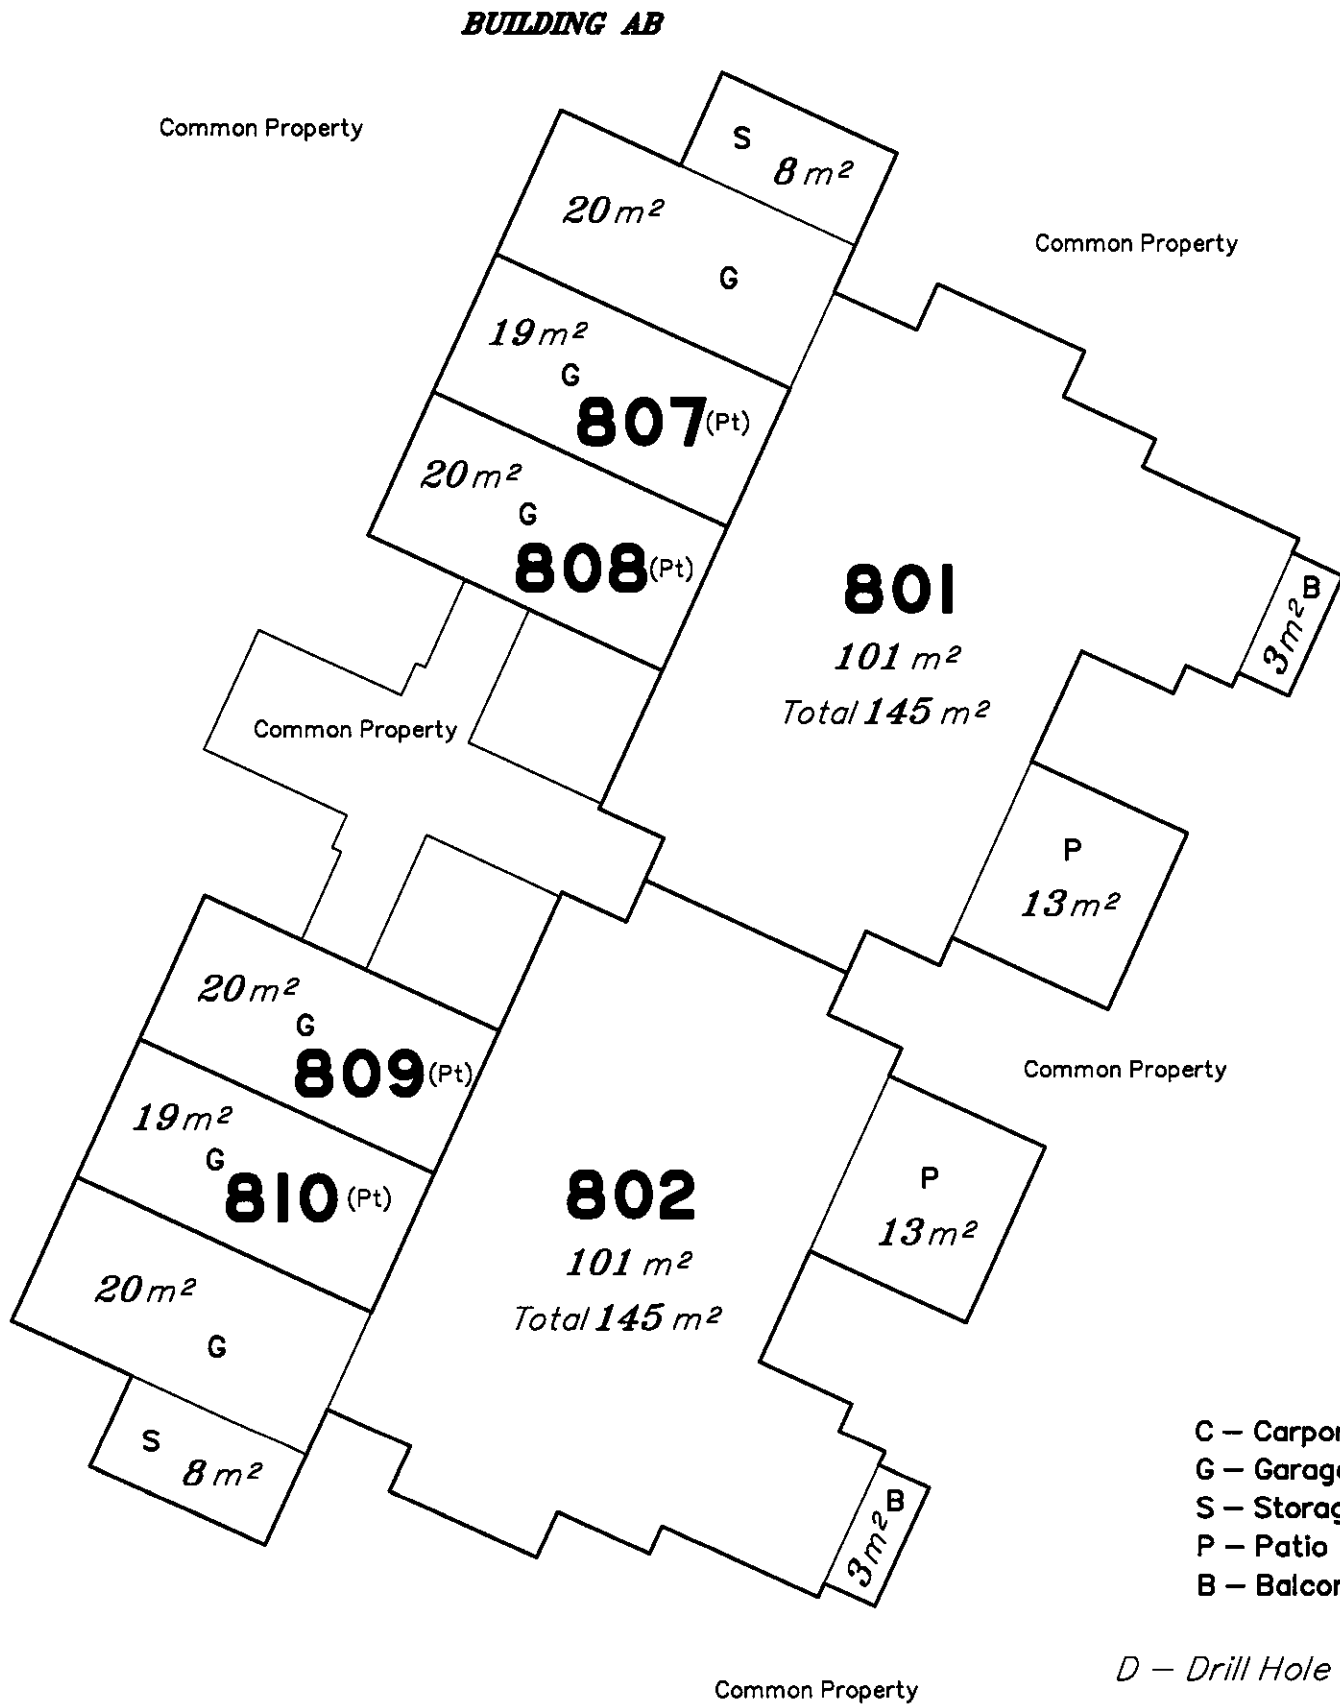 BUILDING AB
Common Property
S
8 m²
20 m²
Common Property
G
19 m²
G
807 (Pt)
20 m²
G
808 (Pt)
801
101 m²
Total 145 m²
B
3 m²
Common Property
P
13 m²
20 m²
G
809 (Pt)
Common Property
19 m²
G
810 (Pt)
802
101 m²
Total 145 m²
P
13 m²
20 m²
G
S
8 m²
B
3 m²
C – Carpor
G – Garag
S – Storag
P – Patio
B – Balcor
D – Drill Hole
Common Property